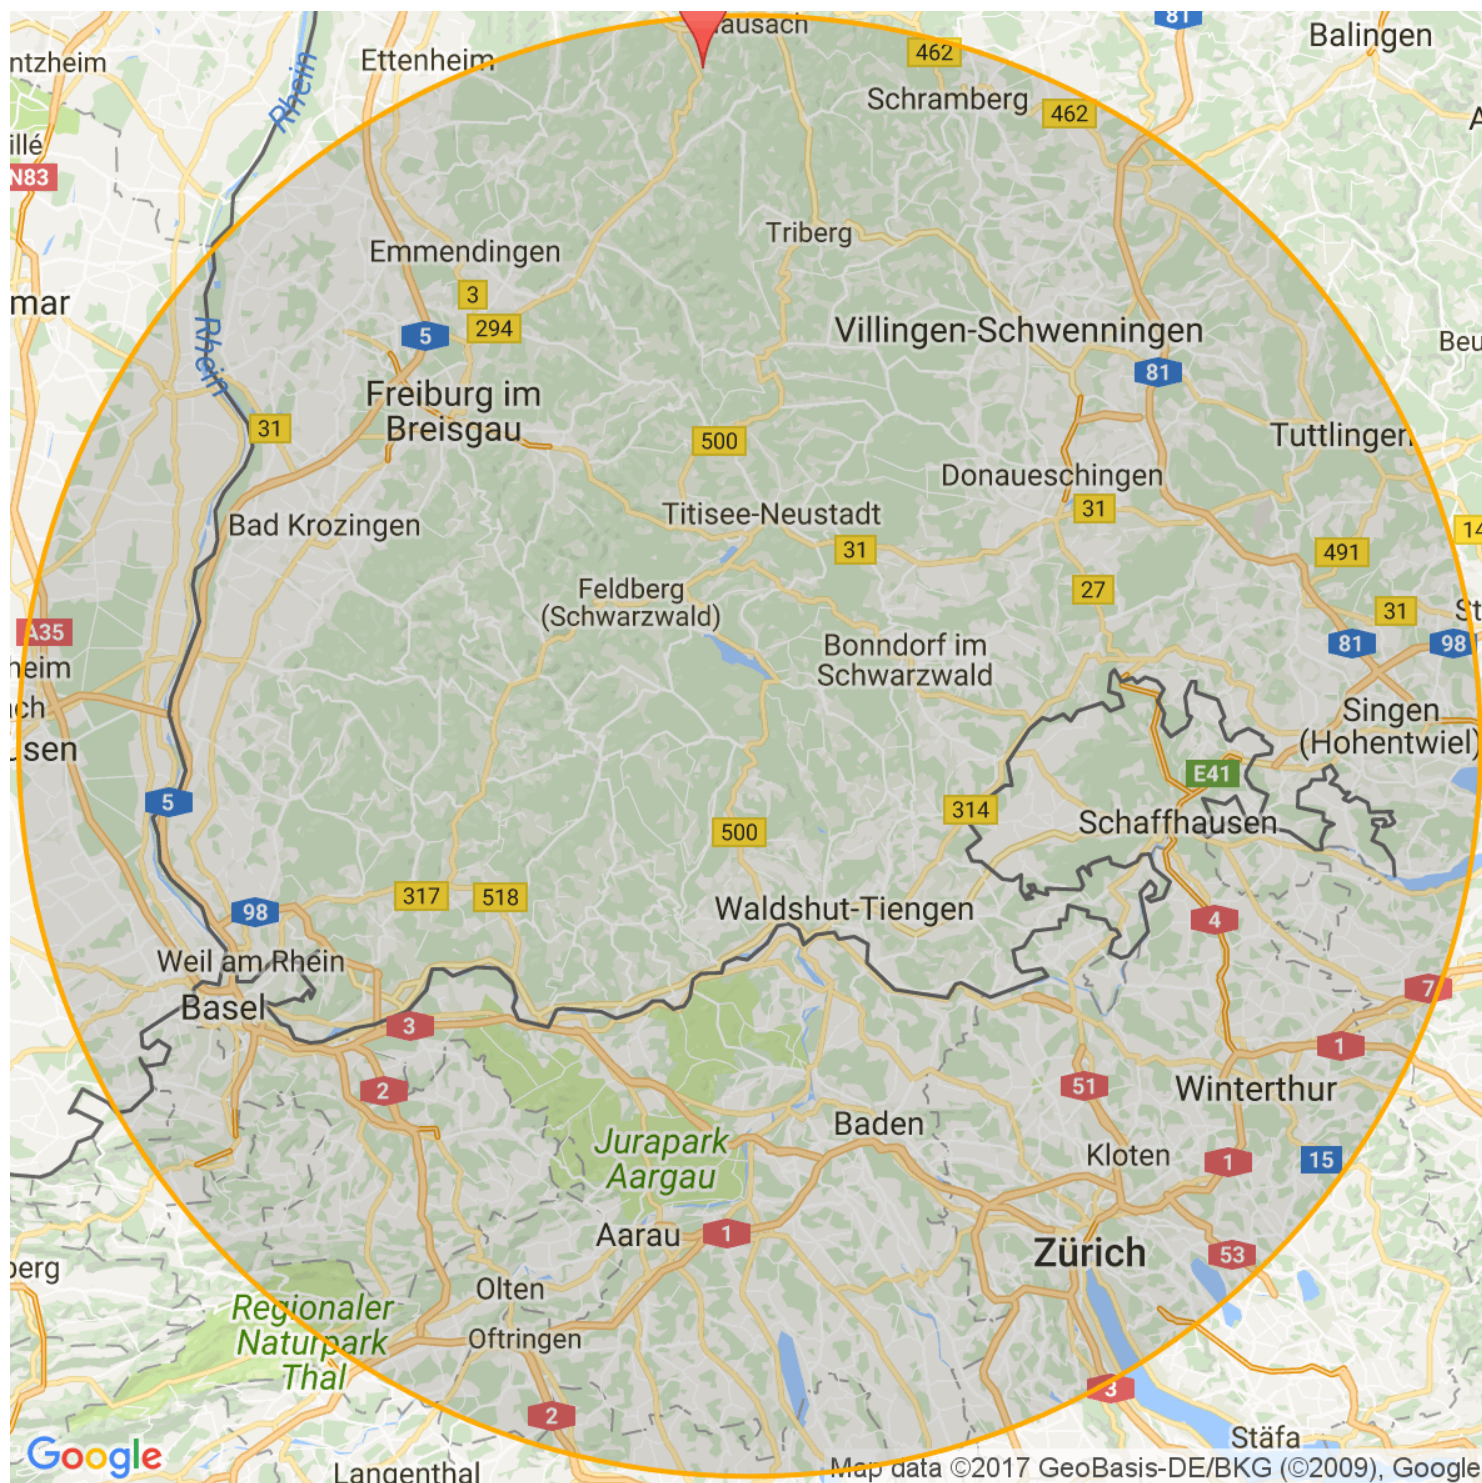 81
ausach
Balingen
Ettenheim
462
ntzheim
Rhein
Schramberg
462
illé
N83
Triberg
Emmendingen
3
mar
294
5
Villingen-Schwenningen
Beu
Rhein
81
Freiburg im
Breisgau
31
500
Tuttlingen
Donaueschingen
31
Titisee-Neustadt
Bad Krozingen
14
31
491
Feldberg
(Schwarzwald)
27
31
St
A35
Bonndorf im
Schwarzwald
81
98
heim
ach
Singen
(Hohentwiel)
sen
E41
5
314
Schaffhausen
500
317
518
98
Waldshut-Tiengen
4
Weil am Rhein
7
Basel
3
1
51
2
Winterthur
Baden
Jurapark
Aargau
Kloten
1
15
Aarau
1
Zürich
53
berg
Olten
Regionaler
Naturpark
Thal
Oftringen
3
2
Stäfa
Google
Langenthal
Map data ©2017 GeoBasis-DE/BKG (©2009), Google